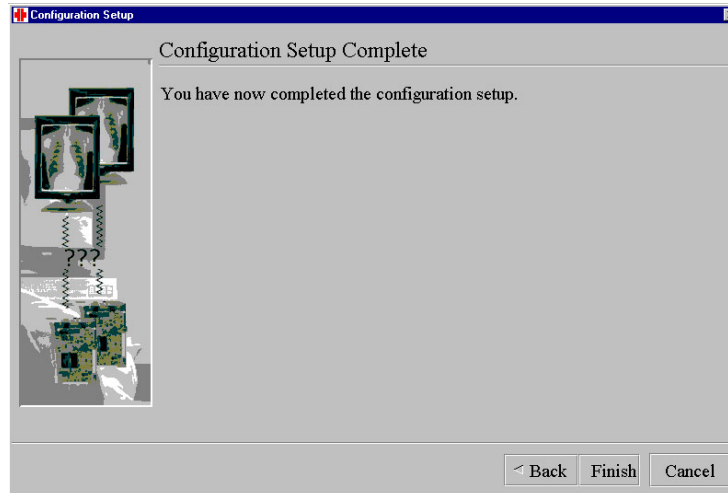 Configuration Setup
Configuration Setup Complete
You have now completed the configuration setup.
???
Back Finish Cancel